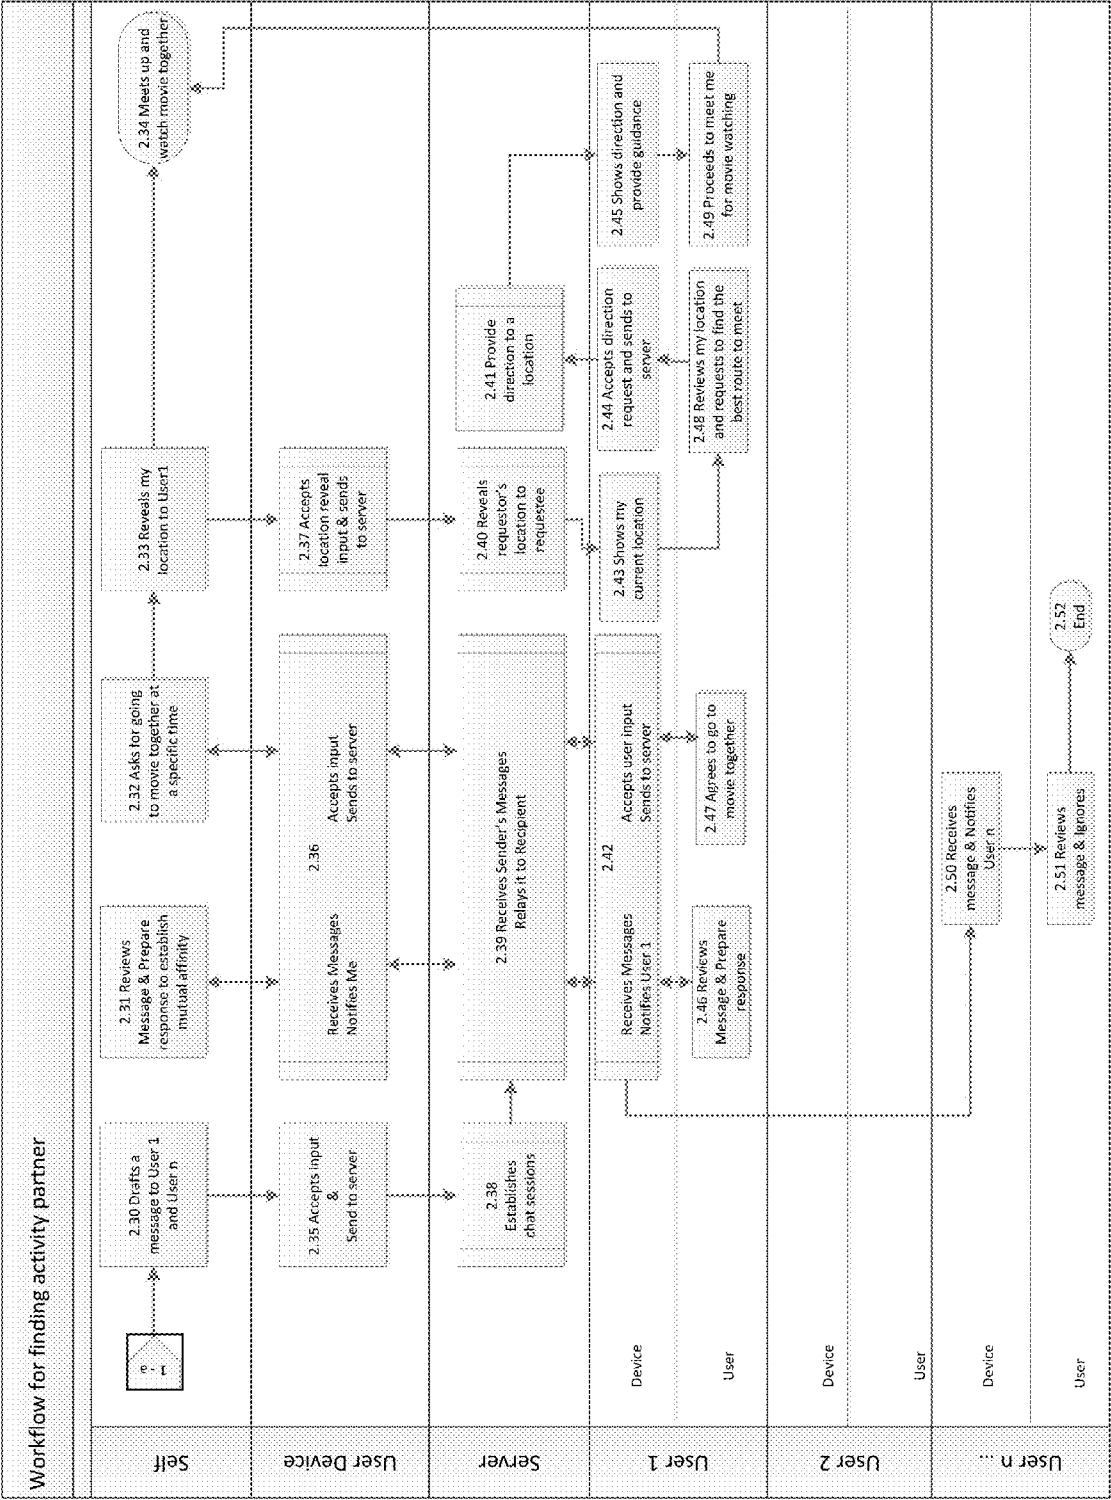 Workflow for finding activity partner
Self
1 - a
2.30 Drafts a
message to User 1
and User n
2.31 Reviews
Message & Prepare
response to establish
mutual affinity
2.32 Asks for going
to movie together at
a specific time
2.33 Reveals my
location to User1
2.34 Meets up and
watch movie together
User Device
2.35 Accepts input
&
Send to server
2.36
Receives Messages
Notifies Me
Accepts input
Sends to server
2.37 Accepts
location reveal
input & sends
to server
Server
2.38
Establishes
chat sessions
2.39 Receives Sender's Messages
Relays it to Recipient
2.40 Reveals
requestor's
location to
requestee
2.41 Provide
direction to a
location
User 1
Device
2.42
Receives Messages
Notifies User 1
Accepts user input
Sends to server
2.43 Shows my
current location
2.44 Accepts direction
request and sends to
server
2.45 Shows direction and
provide guidance
User
2.46 Reviews
Message & Prepare
response
2.47 Agrees to go to
movie together
2.48 Reviews my location
and requests to find the
best route to meet
2.49 Proceeds to meet me
for movie watching
User 2
Device
User
User n ...
Device
2.50 Receives
message & Notifies
User n
User
2.51 Reviews
message & Ignores
2.52
End